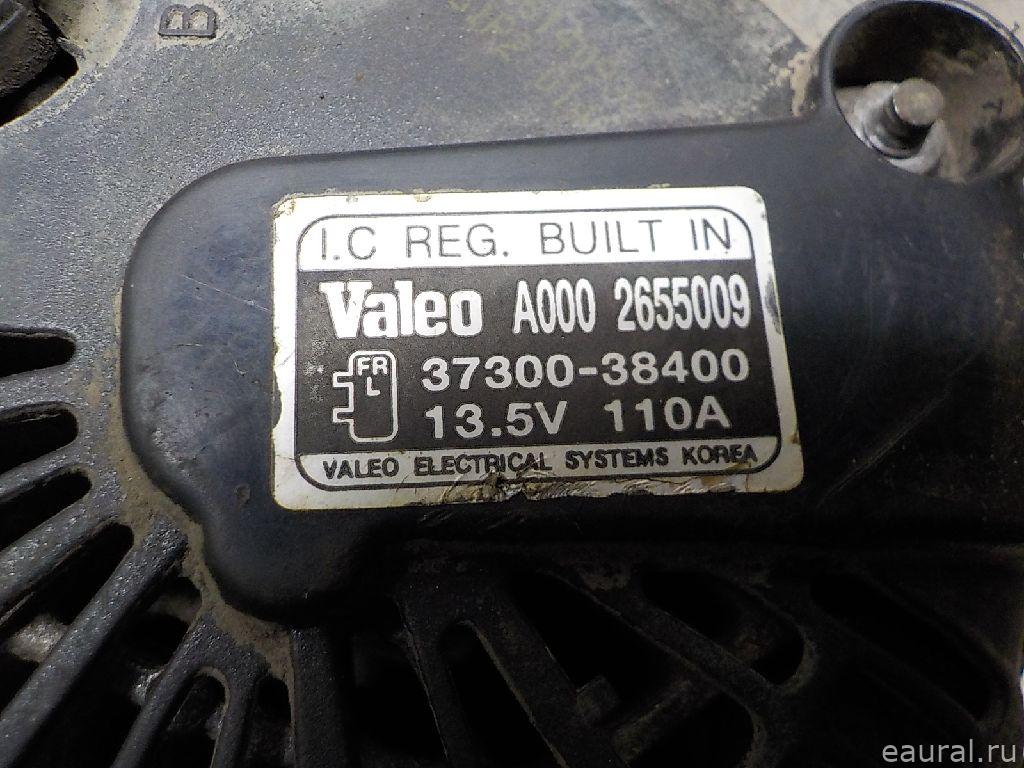 B
I.C REG. BUILT IN
Valeo A000 2655009
FR
L
37300-38400
13.5V 110A
VALEO ELECTRICAL SYSTEMS KOREA
eaural.ru